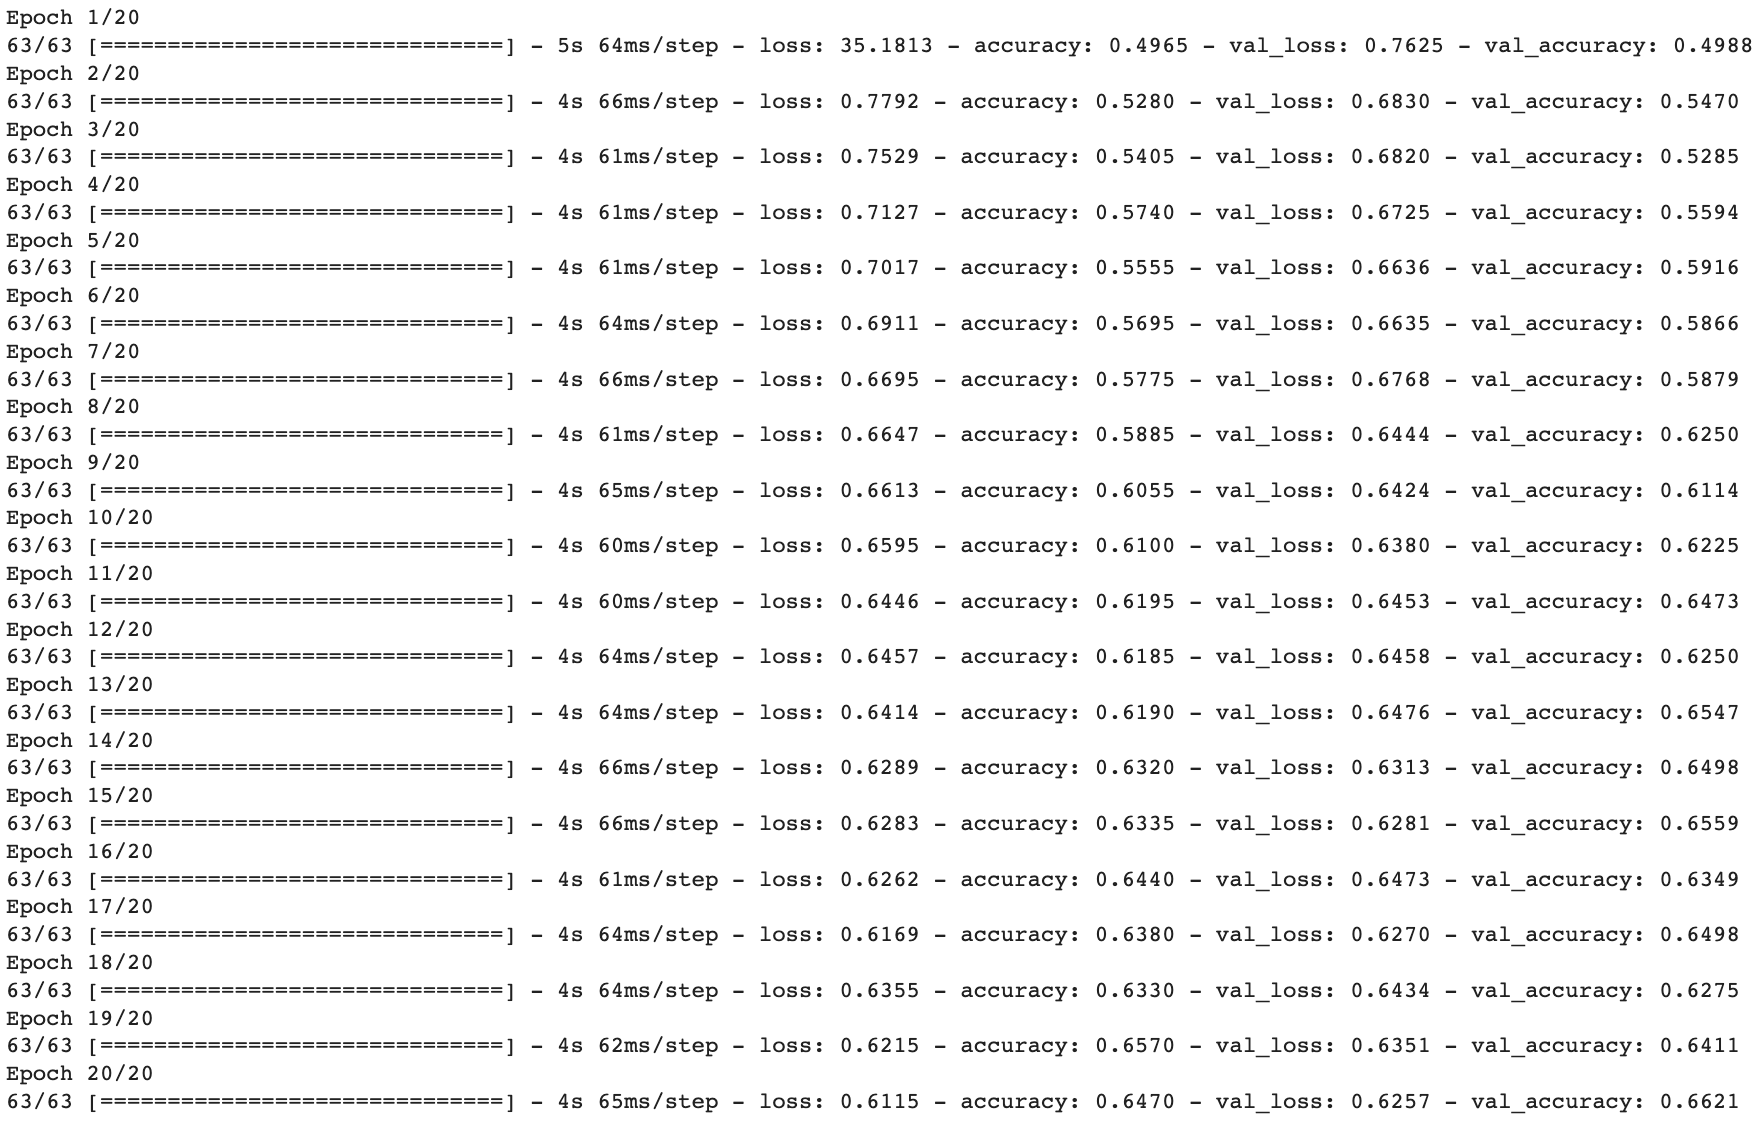 Epoch 1/20
63/63 [==============================] - 5s 64ms/step - loss: 35.1813 - accuracy: 0.4965 - val_loss: 0.7625 - val_accuracy: 0.4988
Epoch 2/20
63/63 [==============================] - 4s 66ms/step - loss: 0.7792 - accuracy: 0.5280 - val_loss: 0.6830 - val_accuracy: 0.5470
Epoch 3/20
63/63 [==============================] - 4s 61ms/step - loss: 0.7529 - accuracy: 0.5405 - val_loss: 0.6820 - val_accuracy: 0.5285
Epoch 4/20
63/63 [==============================] - 4s 61ms/step - loss: 0.7127 - accuracy: 0.5740 - val_loss: 0.6725 - val_accuracy: 0.5594
Epoch 5/20
63/63 [==============================] - 4s 61ms/step - loss: 0.7017 - accuracy: 0.5555 - val_loss: 0.6636 - val_accuracy: 0.5916
Epoch 6/20
63/63 [==============================] - 4s 64ms/step - loss: 0.6911 - accuracy: 0.5695 - val_loss: 0.6635 - val_accuracy: 0.5866
Epoch 7/20
63/63 [==============================] - 4s 66ms/step - loss: 0.6695 - accuracy: 0.5775 - val_loss: 0.6768 - val_accuracy: 0.5879
Epoch 8/20
63/63 [==============================] - 4s 61ms/step - loss: 0.6647 - accuracy: 0.5885 - val_loss: 0.6444 - val_accuracy: 0.6250
Epoch 9/20
63/63 [==============================] - 4s 65ms/step - loss: 0.6613 - accuracy: 0.6055 - val_loss: 0.6424 - val_accuracy: 0.6114
Epoch 10/20
63/63 [==============================] - 4s 60ms/step - loss: 0.6595 - accuracy: 0.6100 - val_loss: 0.6380 - val_accuracy: 0.6225
Epoch 11/20
63/63 [==============================] - 4s 60ms/step - loss: 0.6446 - accuracy: 0.6195 - val_loss: 0.6453 - val_accuracy: 0.6473
Epoch 12/20
63/63 [==============================] - 4s 64ms/step - loss: 0.6457 - accuracy: 0.6185 - val_loss: 0.6458 - val_accuracy: 0.6250
Epoch 13/20
63/63 [==============================] - 4s 64ms/step - loss: 0.6414 - accuracy: 0.6190 - val_loss: 0.6476 - val_accuracy: 0.6547
Epoch 14/20
63/63 [==============================] - 4s 66ms/step - loss: 0.6289 - accuracy: 0.6320 - val_loss: 0.6313 - val_accuracy: 0.6498
Epoch 15/20
63/63 [==============================] - 4s 66ms/step - loss: 0.6283 - accuracy: 0.6335 - val_loss: 0.6281 - val_accuracy: 0.6559
Epoch 16/20
63/63 [==============================] - 4s 61ms/step - loss: 0.6262 - accuracy: 0.6440 - val_loss: 0.6473 - val_accuracy: 0.6349
Epoch 17/20
63/63 [==============================] - 4s 64ms/step - loss: 0.6169 - accuracy: 0.6380 - val_loss: 0.6270 - val_accuracy: 0.6498
Epoch 18/20
63/63 [==============================] - 4s 64ms/step - loss: 0.6355 - accuracy: 0.6330 - val_loss: 0.6434 - val_accuracy: 0.6275
Epoch 19/20
63/63 [==============================] - 4s 62ms/step - loss: 0.6215 - accuracy: 0.6570 - val_loss: 0.6351 - val_accuracy: 0.6411
Epoch 20/20
63/63 [==============================] - 4s 65ms/step - loss: 0.6115 - accuracy: 0.6470 - val_loss: 0.6257 - val_accuracy: 0.6621